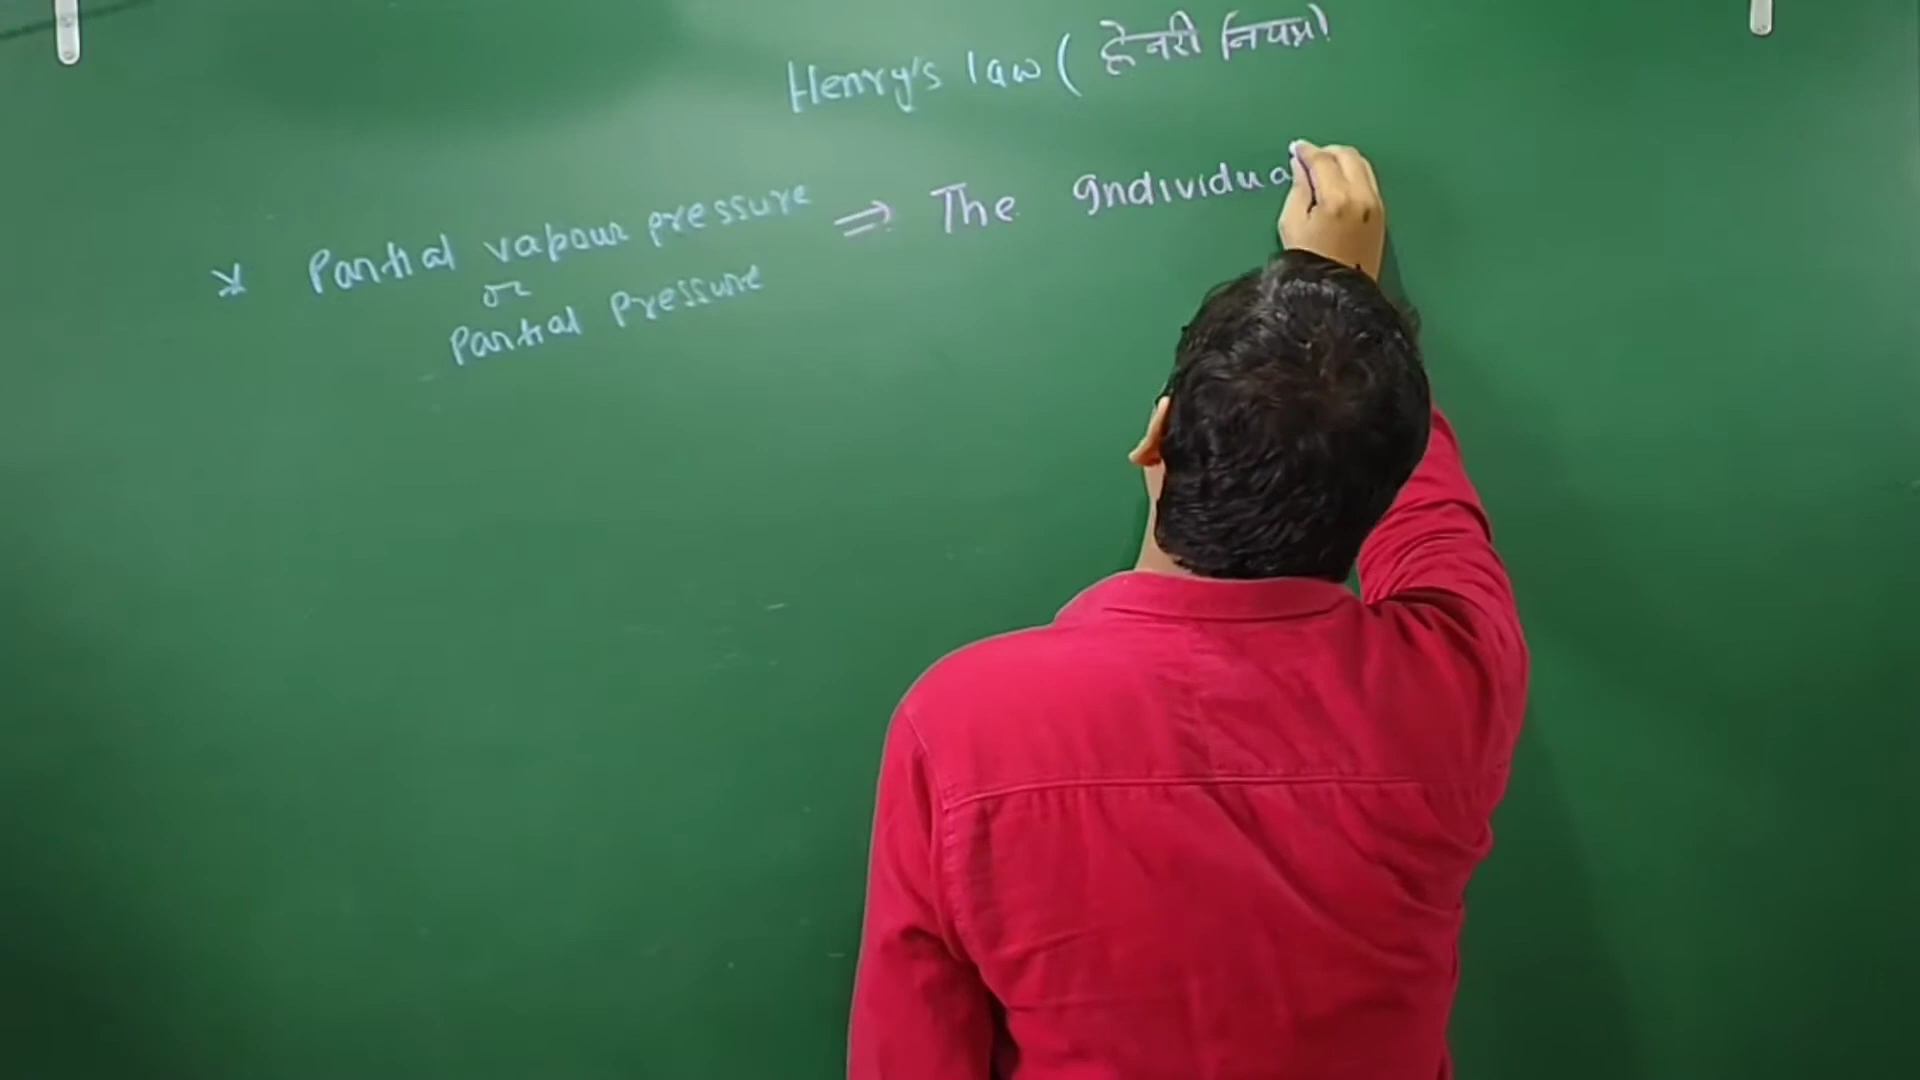 Henry's law ( हेनरी नियम)
* Partial vapour pressure ⇒ The Individua
or
Partial Pressure